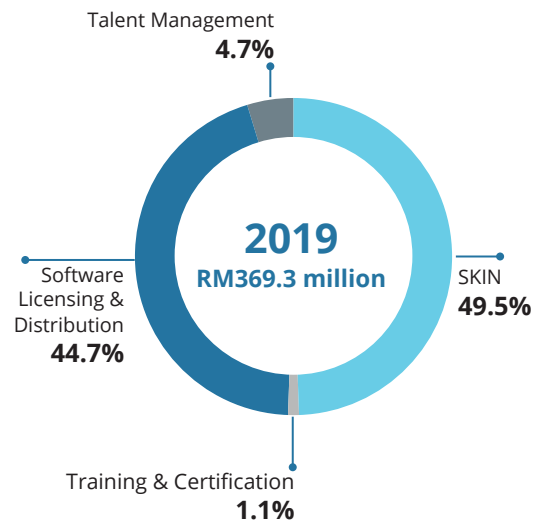 Talent Management
4.7%
2019
RM369.3 million
SKIN
49.5%
Software
Licensing &
Distribution
44.7%
Training & Certification
1.1%